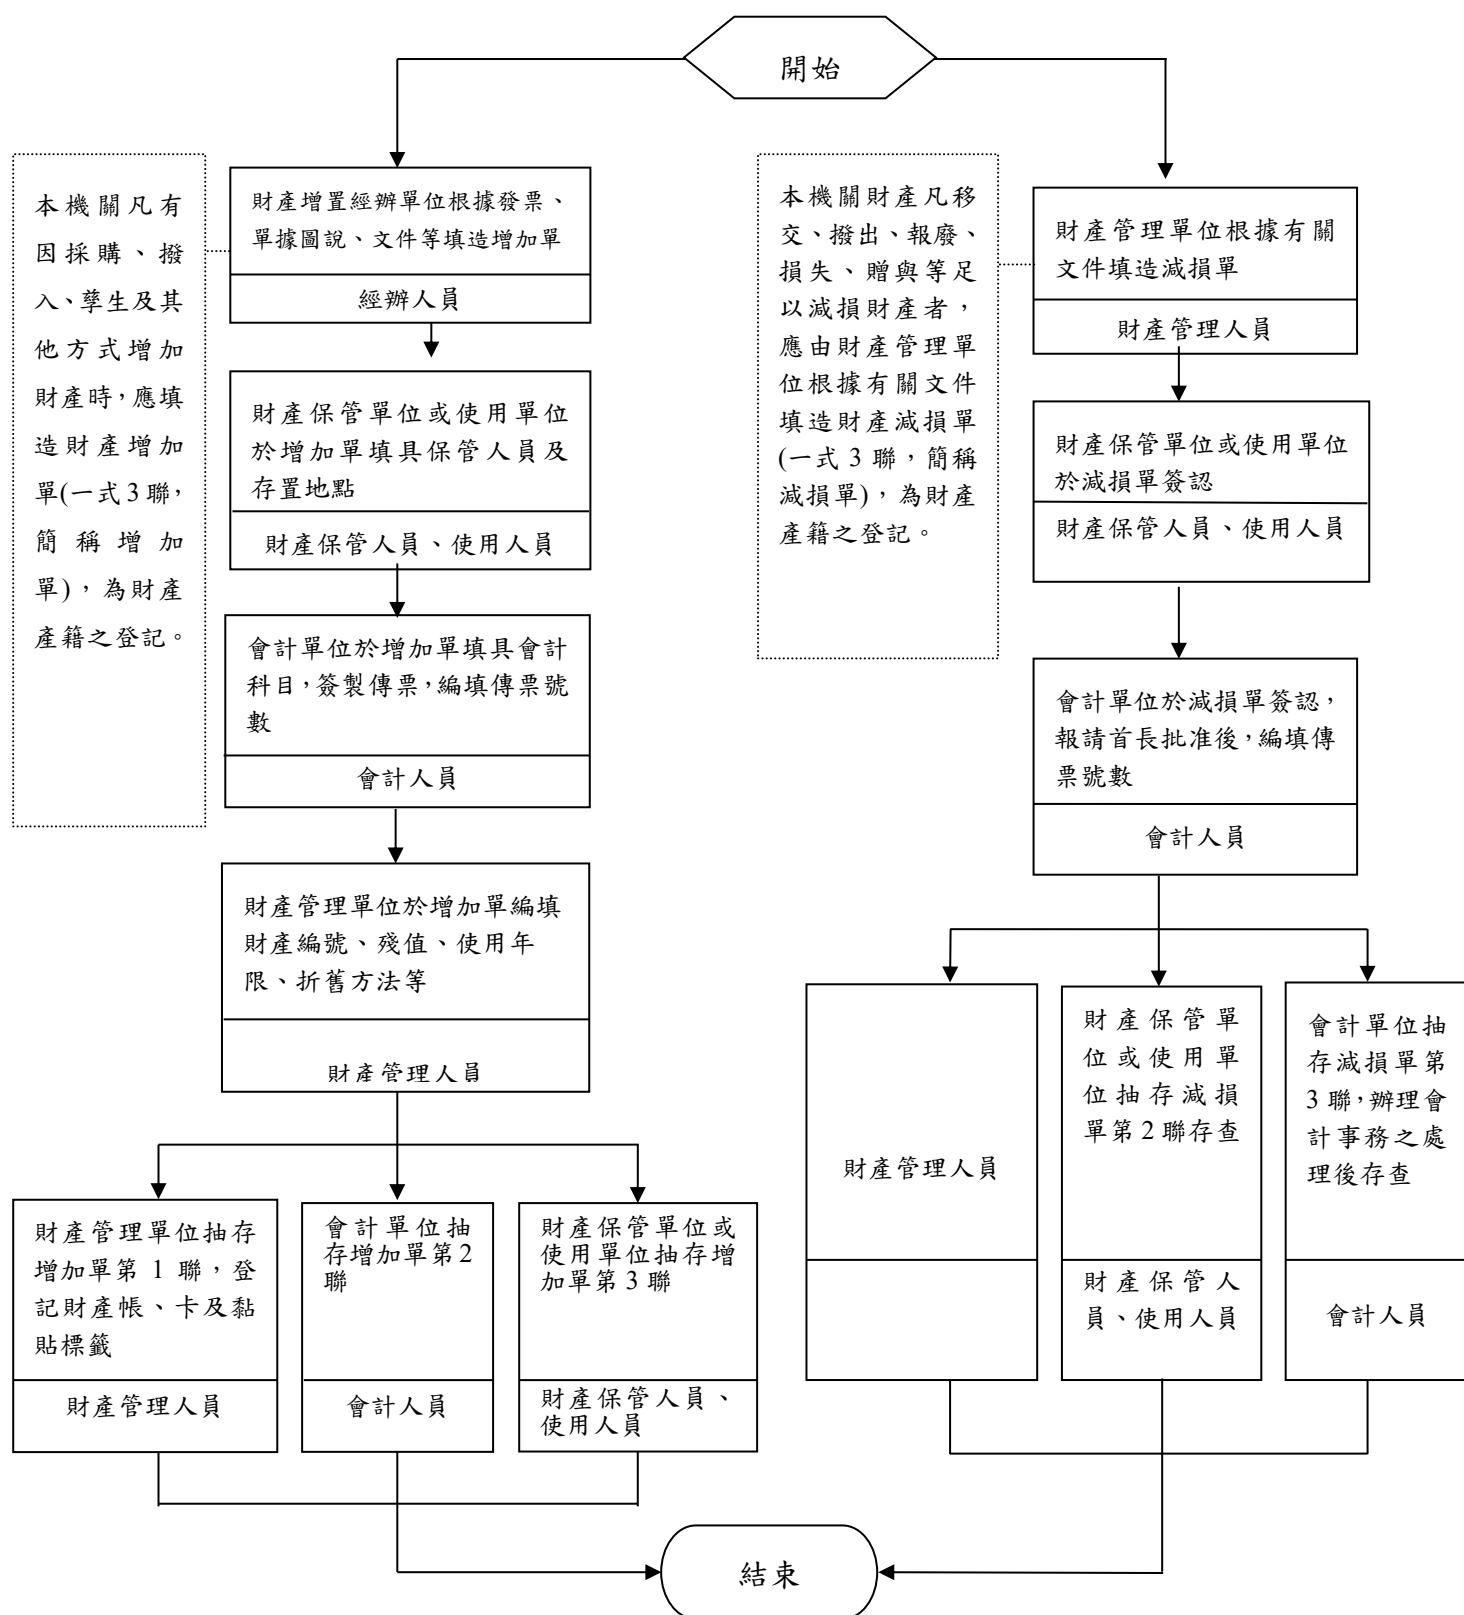 開始
本機關凡有
因採購、撥
入、孳生及其
他方式增加
財產時，應填
造財產增加
單(一式3聯，
簡稱增加
單)，為財產
產籍之登記。
財產增置經辦單位根據發票、
單據圖說、文件等填造增加單
經辦人員
財產保管單位或使用單位
於增加單填具保管人員及
存置地點
財產保管人員、使用人員
會計單位於增加單填具會計
科目，簽製傳票，編填傳票號
數
會計人員
財產管理單位於增加單編填
財產編號、殘值、使用年
限、折舊方法等
財產管理人員
財產管理單位抽存
增加單第 1 聯，登
記財產帳、卡及黏
貼標籤
財產管理人員
會計單位抽
存增加單第2
聯
會計人員
財產保管單位或
使用單位抽存增
加單第3聯
財產保管人員、
使用人員
本機關財產凡移
交、撥出、報廢、
損失、贈與等足
以減損財產者，
應由財產管理單
位根據有關文件
填造財產減損單
(一式 3 聯，簡稱
減損單)，為財產
產籍之登記。
財產管理單位根據有關
文件填造減損單
財產管理人員
財產保管單位或使用單位
於減損單簽認
財產保管人員、使用人員
會計單位於減損單簽認，
報請首長批准後，編填傳
票號數
會計人員
財產管理人員
財產保管單
位或使用單
位抽存減損
單第2聯存查
財產保管人
員、使用人員
會計單位抽
存減損單第
3聯，辦理會
計事務之處
理後存查
會計人員
結束